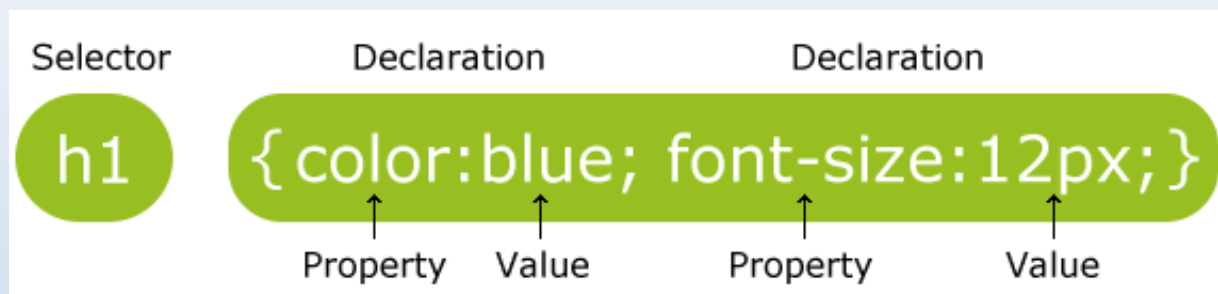 Selector Declaration Declaration
h1 {color:blue; font-size:12px;}
Property Value Property Value